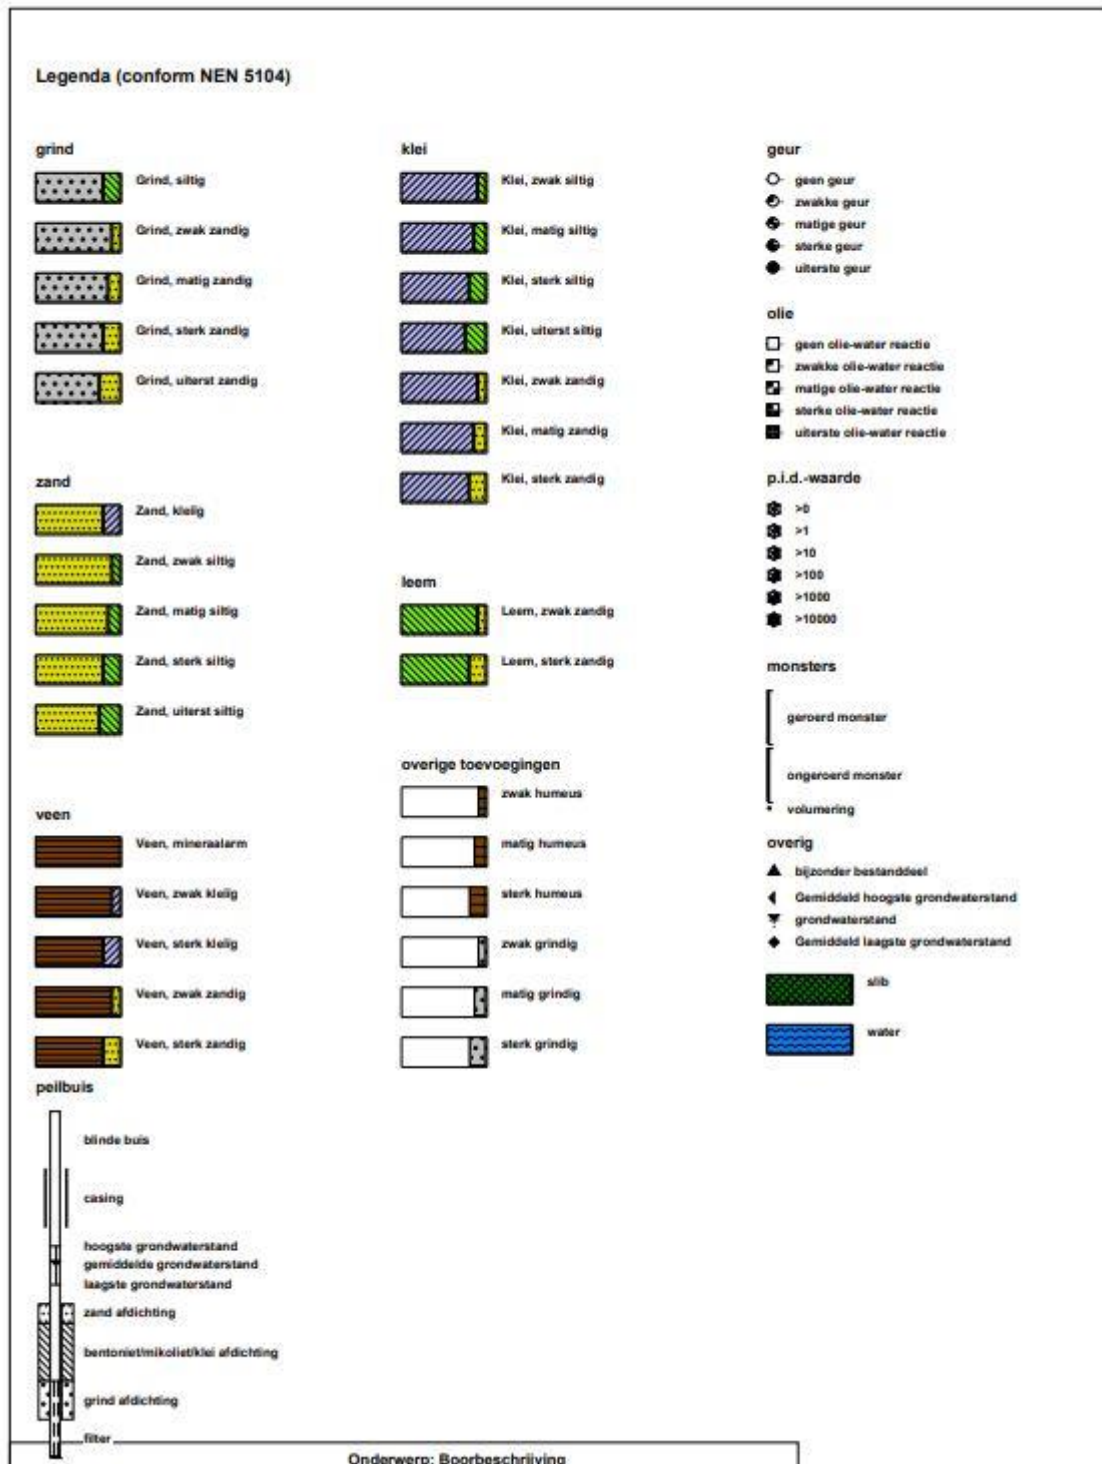 Legenda (conform NEN 5104)
grind
Grind, siltig
Grind, zwak zandig
Grind, matig zandig
Grind, sterk zandig
Grind, uiterst zandig
zand
Zand, kleiïg
Zand, zwak siltig
Zand, matig siltig
Zand, sterk siltig
Zand, uiterst siltig
veen
Veen, mineraalarm
Veen, zwak kleiïg
Veen, sterk kleiïg
Veen, zwak zandig
Veen, sterk zandig
peilbuis
blinde buis
casing
hoogste grondwaterstand
gemiddelde grondwaterstand
laagste grondwaterstand
zand afdichting
bentoniet/mikoliet/klei afdichting
grind afdichting
filter
klei
Klei, zwak siltig
Klei, matig siltig
Klei, sterk siltig
Klei, uiterst siltig
Klei, zwak zandig
Klei, matig zandig
Klei, sterk zandig
leem
Leem, zwak zandig
Leem, sterk zandig
overige toevoegingen
zwak humeus
matig humeus
sterk humeus
zwak grindig
matig grindig
sterk grindig
geur
geen geur
zwakke geur
matige geur
sterke geur
uiterste geur
olie
geen olie-water reactie
zwakke olie-water reactie
matige olie-water reactie
sterke olie-water reactie
uiterste olie-water reactie
p.i.d.-waarde
>0
>1
>10
>100
>1000
>10000
monsters
geroerd monster
ongeroerd monster
volumering
overig
bijzonder bestanddeel
Gemiddeld hoogste grondwaterstand
grondwaterstand
Gemiddeld laagste grondwaterstand
slib
water
Onderwerp: Boorbeschrijving